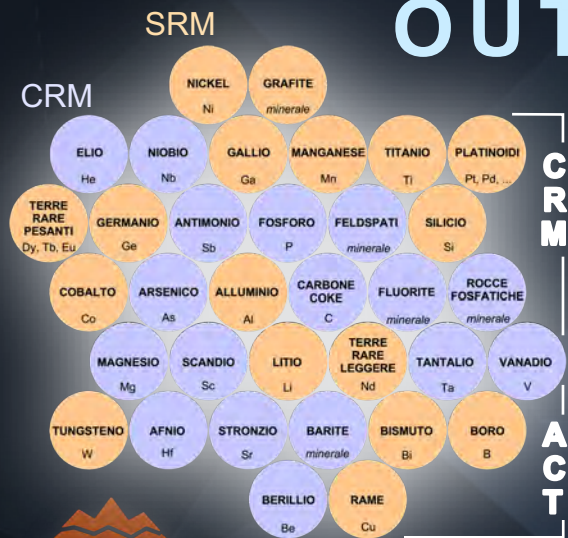 OUT
SRM
CRM
NICKEL
Ni
GRAFITE
minerale
ELIO
He
NIOBIO
Nb
GALLIO
Ga
MANGANESE
Mn
TITANIO
Ti
PLATINOIDI
Pt, Pd, ...
TERRE
RARE
PESANTI
Dy, Tb, Eu
GERMANIO
Ge
ANTIMONIO
Sb
FOSFORO
P
FELDSPATI
minerale
SILICIO
Si
COBALTO
Co
ARSENICO
As
ALLUMINIO
Al
CARBONE
COKE
C
FLUORITE
minerale
ROCCE
FOSFATICHE
minerale
MAGNESIO
Mg
SCANDIO
Sc
LITIO
Li
TERRE
RARE
LEGGERE
Nd
TANTALIO
Ta
VANADIO
V
TUNGSTENO
W
AFNIO
Hf
STRONZIO
Sr
BARITE
minerale
BISMUTO
Bi
BORO
B
BERILLIO
Be
RAME
Cu
CRM
ACT